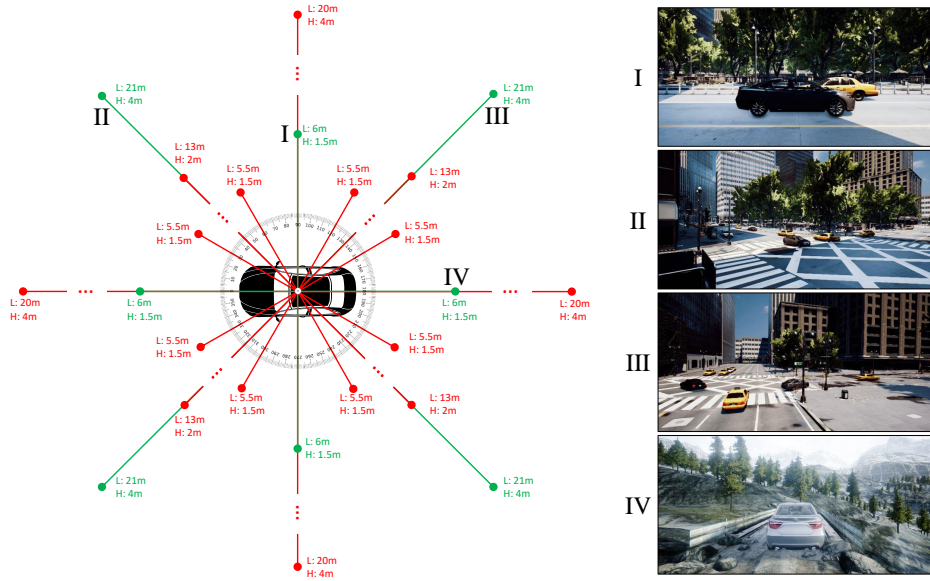 L: 20m
H: 4m
L: 21m
H: 4m
II
I
L: 6m
H: 1.5m
L: 21m
H: 4m
III
L: 13m
H: 2m
L: 5.5m
H: 1.5m
L: 5.5m
H: 1.5m
L: 13m
H: 2m
L: 5.5m
H: 1.5m
L: 5.5m
H: 1.5m
L: 20m
H: 4m
L: 6m
H: 1.5m
IV
L: 6m
H: 1.5m
L: 20m
H: 4m
L: 5.5m
H: 1.5m
L: 5.5m
H: 1.5m
L: 13m
H: 2m
L: 5.5m
H: 1.5m
L: 5.5m
H: 1.5m
L: 13m
H: 2m
L: 21m
H: 4m
L: 6m
H: 1.5m
L: 21m
H: 4m
L: 20m
H: 4m
I
II
III
IV